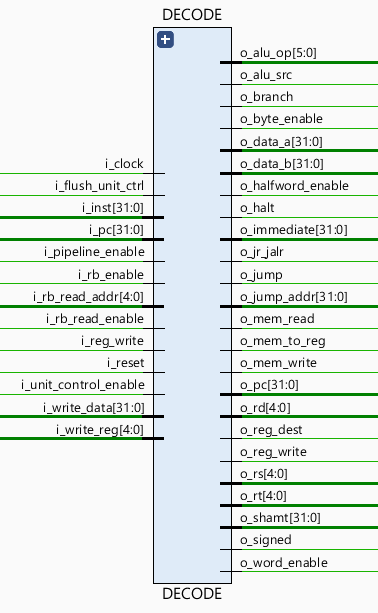 DECODE
i_clock
i_flush_unit_ctrl
i_inst[31:0]
i_pc[31:0]
i_pipeline_enable
i_rb_enable
i_rb_read_addr[4:0]
i_rb_read_enable
i_reg_write
i_reset
i_unit_control_enable
i_write_data[31:0]
i_write_reg[4:0]
o_alu_op[5:0]
o_alu_src
o_branch
o_byte_enable
o_data_a[31:0]
o_data_b[31:0]
o_halfword_enable
o_halt
o_immediate[31:0]
o_jr_jalr
o_jump
o_jump_addr[31:0]
o_mem_read
o_mem_to_reg
o_mem_write
o_pc[31:0]
o_rd[4:0]
o_reg_dest
o_reg_write
o_rs[4:0]
o_rt[4:0]
o_shamt[31:0]
o_signed
o_word_enable
DECODE